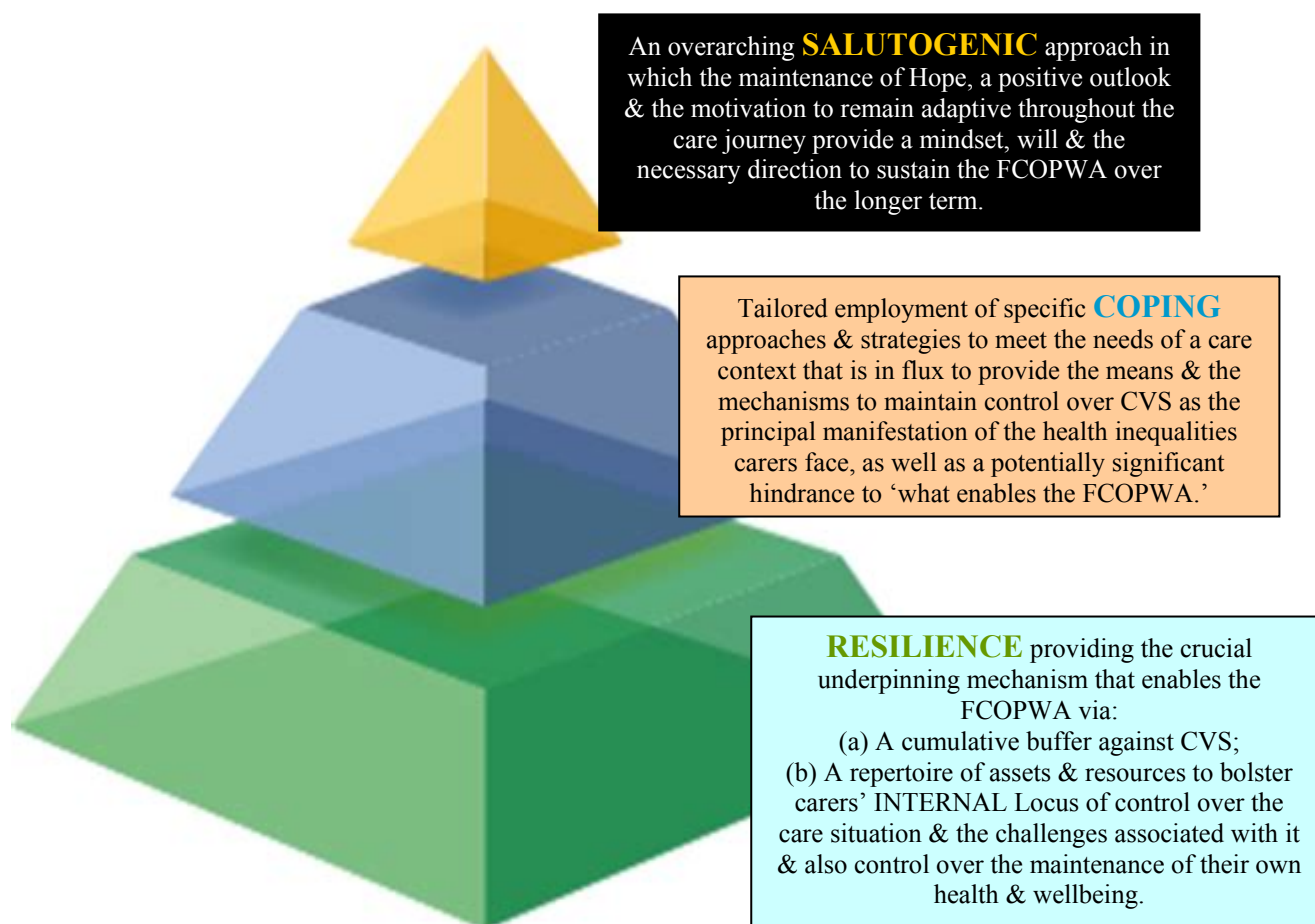 An overarching SALUTOGENIC approach in
which the maintenance of Hope, a positive outlook
& the motivation to remain adaptive throughout the
care journey provide a mindset, will & the
necessary direction to sustain the FCOPWA over
the longer term.
Tailored employment of specific COPING
approaches & strategies to meet the needs of a care
context that is in flux to provide the means & the
mechanisms to maintain control over CVS as the
principal manifestation of the health inequalities
carers face, as well as a potentially significant
hindrance to ‘what enables the FCOPWA.’
RESILIENCE providing the crucial
underpinning mechanism that enables the
FCOPWA via:
(a) A cumulative buffer against CVS;
(b) A repertoire of assets & resources to bolster
carers’ INTERNAL Locus of control over the
care situation & the challenges associated with it
& also control over the maintenance of their own
health & wellbeing.